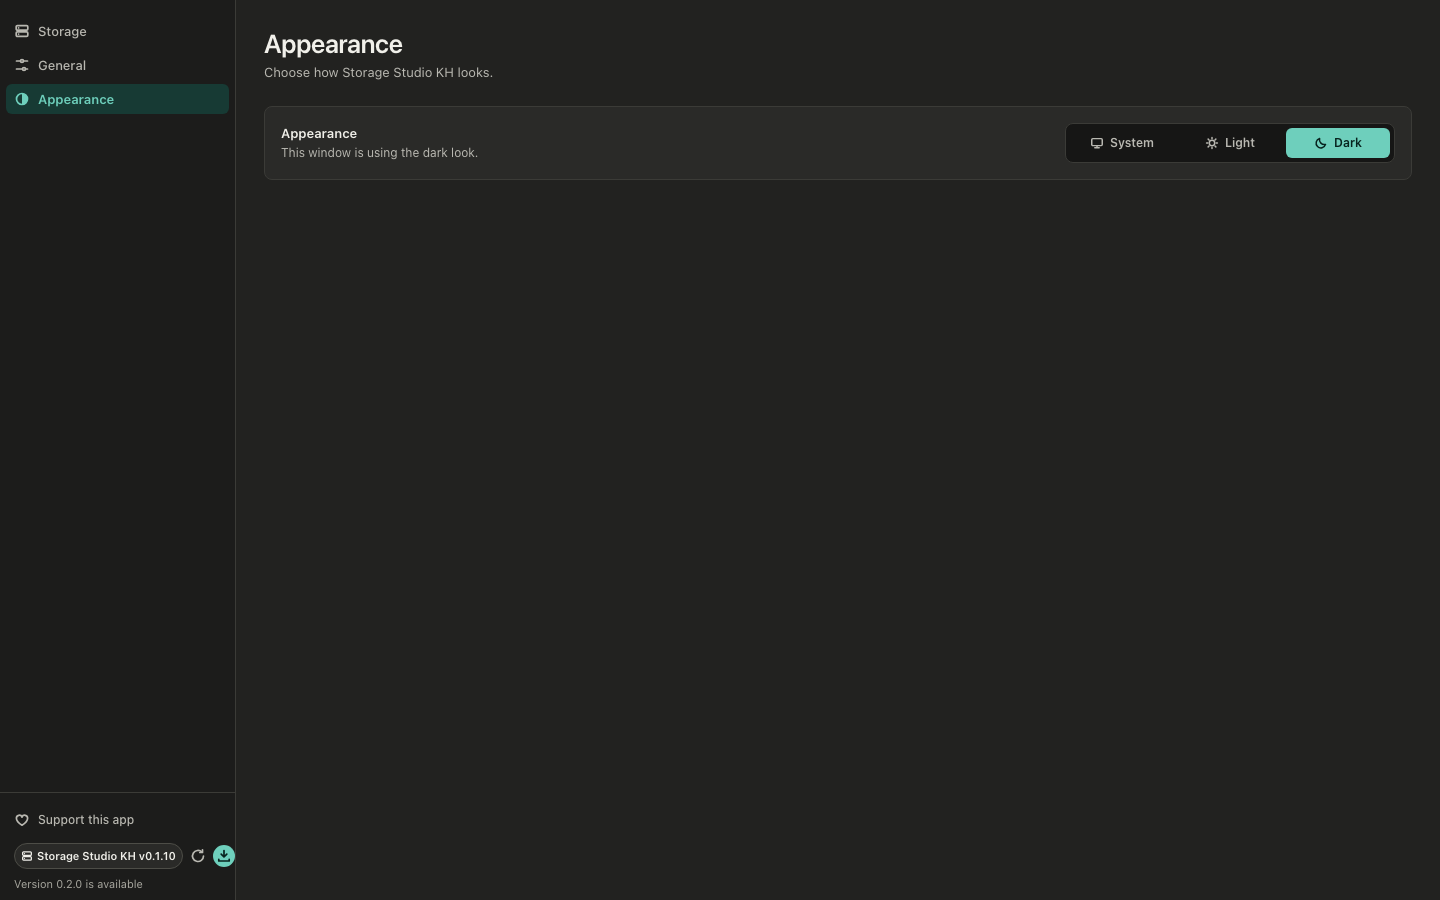 Storage
General
Appearance
Appearance
Choose how Storage Studio KH looks.
Appearance
This window is using the dark look.
System
Light
Dark
Support this app
Storage Studio KH v0.1.10
Version 0.2.0 is available